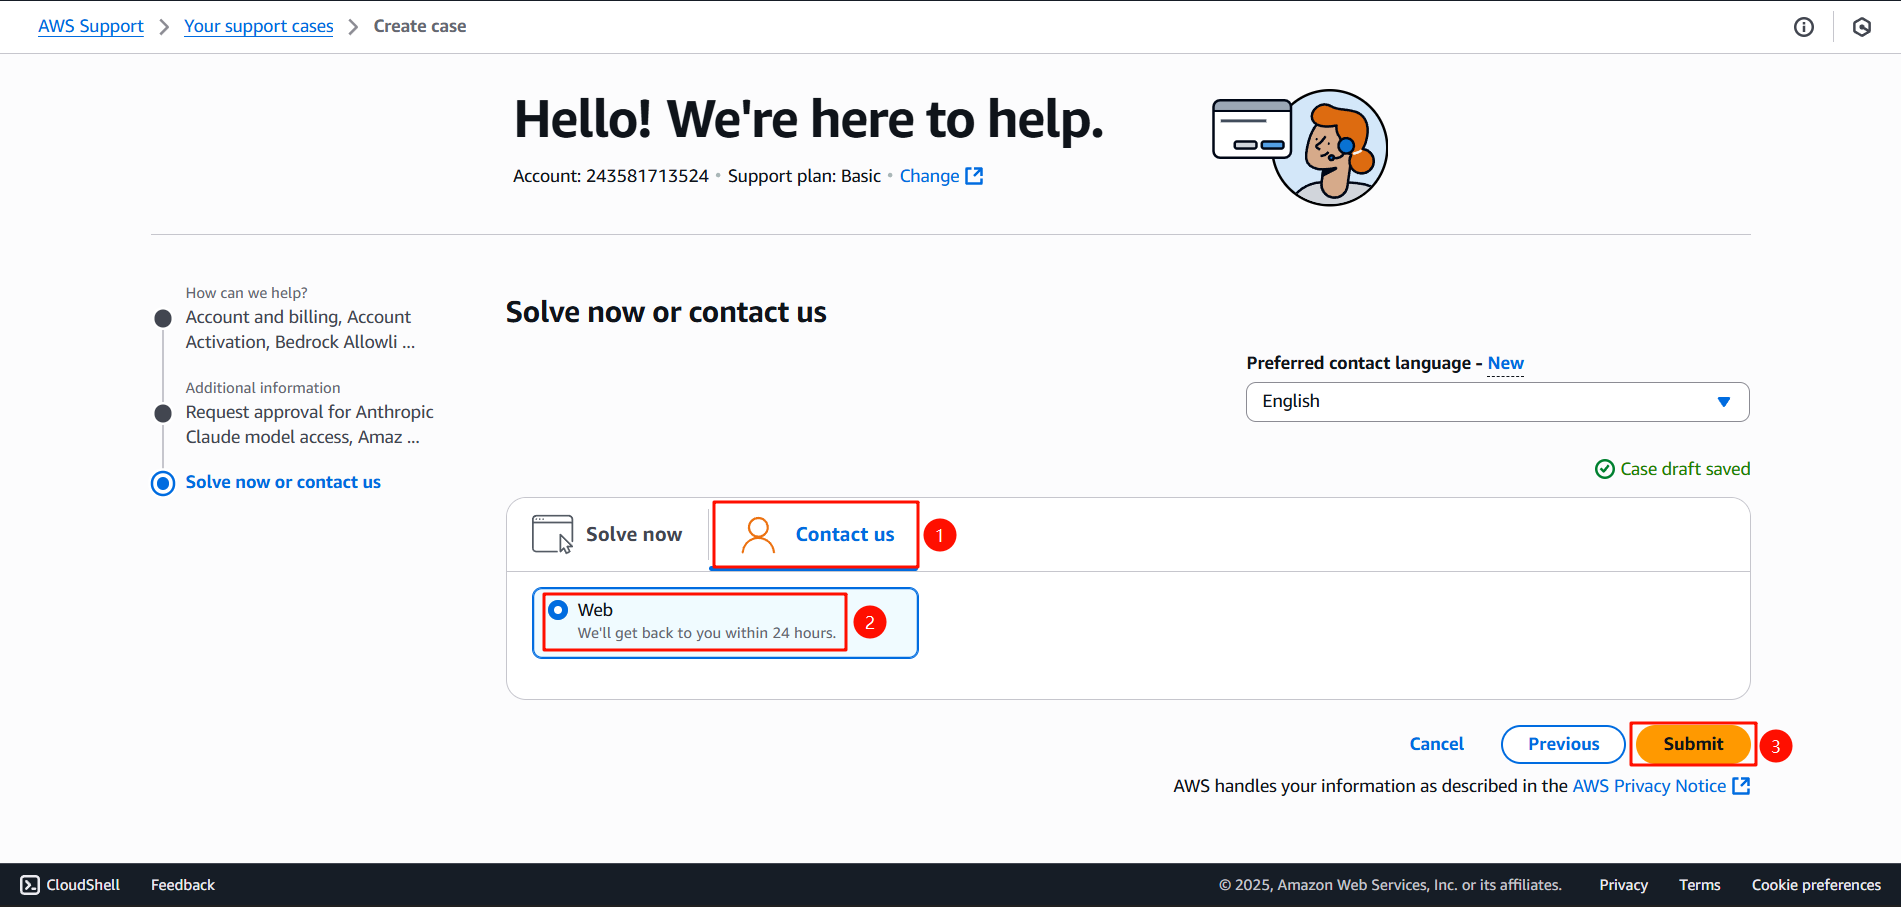 AWS Support > Your support cases > Create case
Hello! We're here to help.
Account: 243581713524 • Support plan: Basic • Change
How can we help?
Account and billing, Account
Activation, Bedrock Allowli ...
Additional information
Request approval for Anthropic
Claude model access, Amaz ...
Solve now or contact us
Solve now or contact us
Preferred contact language - New
English
Case draft saved
Solve now
Contact us
1
Web
We'll get back to you within 24 hours.
2
Cancel
Previous
Submit
3
AWS handles your information as described in the AWS Privacy Notice
CloudShell
Feedback
© 2025, Amazon Web Services, Inc. or its affiliates.
Privacy
Terms
Cookie preferences